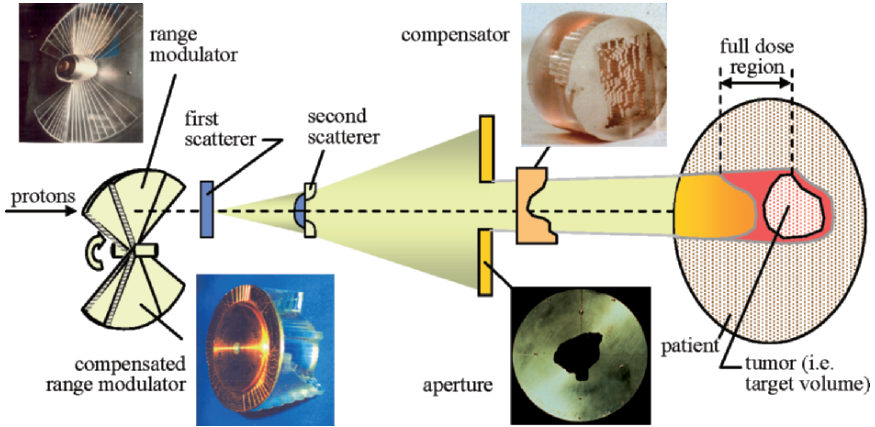 range
modulator
first
scatterer
second
scatterer
compensator
full dose
region
protons
compensated
range modulator
aperture
patient
tumor (i.e.
target volume)